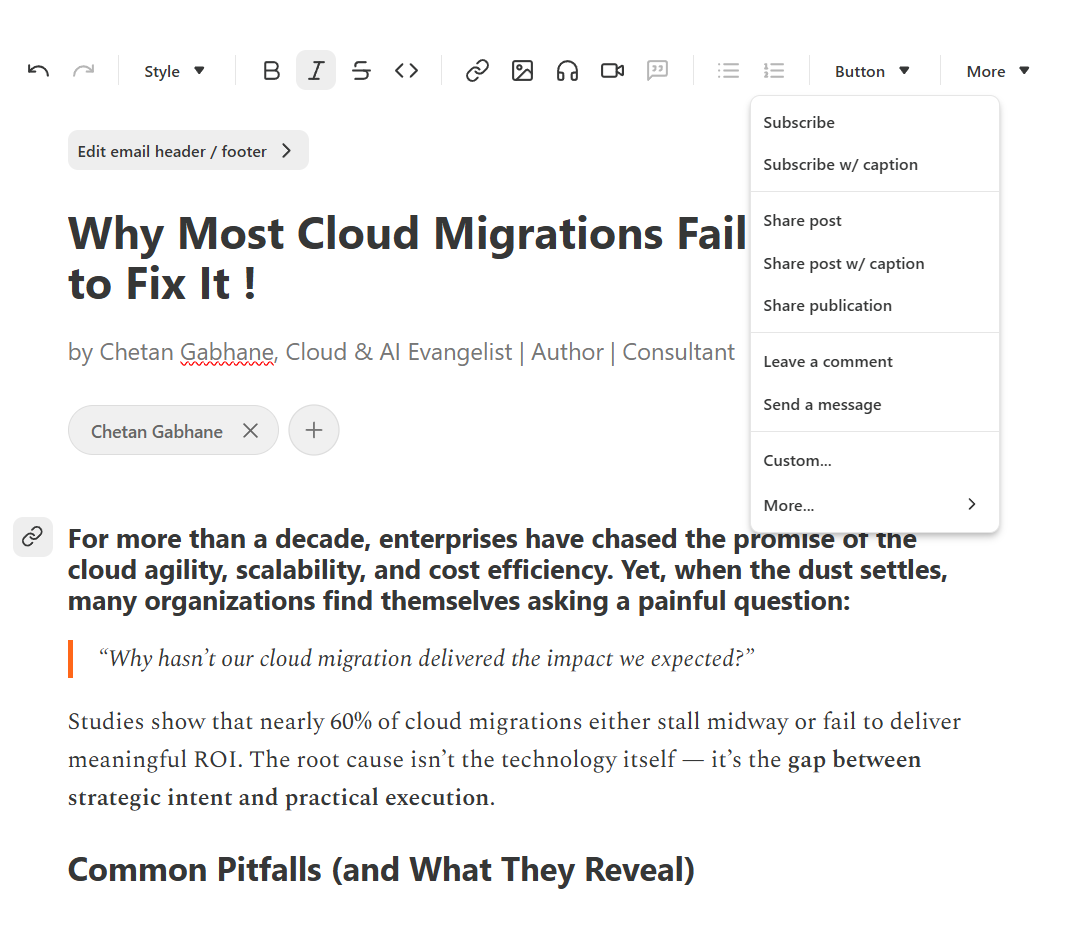 Style
Button
More
Edit email header / footer
Subscribe
Subscribe w/ caption
Share post
Share post w/ caption
Share publication
Leave a comment
Send a message
Custom...
More...
Why Most Cloud Migrations Fail
to Fix It !
by Chetan Gabhane, Cloud & AI Evangelist | Author | Consultant
Chetan Gabhane
For more than a decade, enterprises have chased the promise of the
cloud agility, scalability, and cost efficiency. Yet, when the dust settles,
many organizations find themselves asking a painful question:
“Why hasn’t our cloud migration delivered the impact we expected?”
Studies show that nearly 60% of cloud migrations either stall midway or fail to deliver
meaningful ROI. The root cause isn’t the technology itself — it’s the gap between
strategic intent and practical execution.
Common Pitfalls (and What They Reveal)